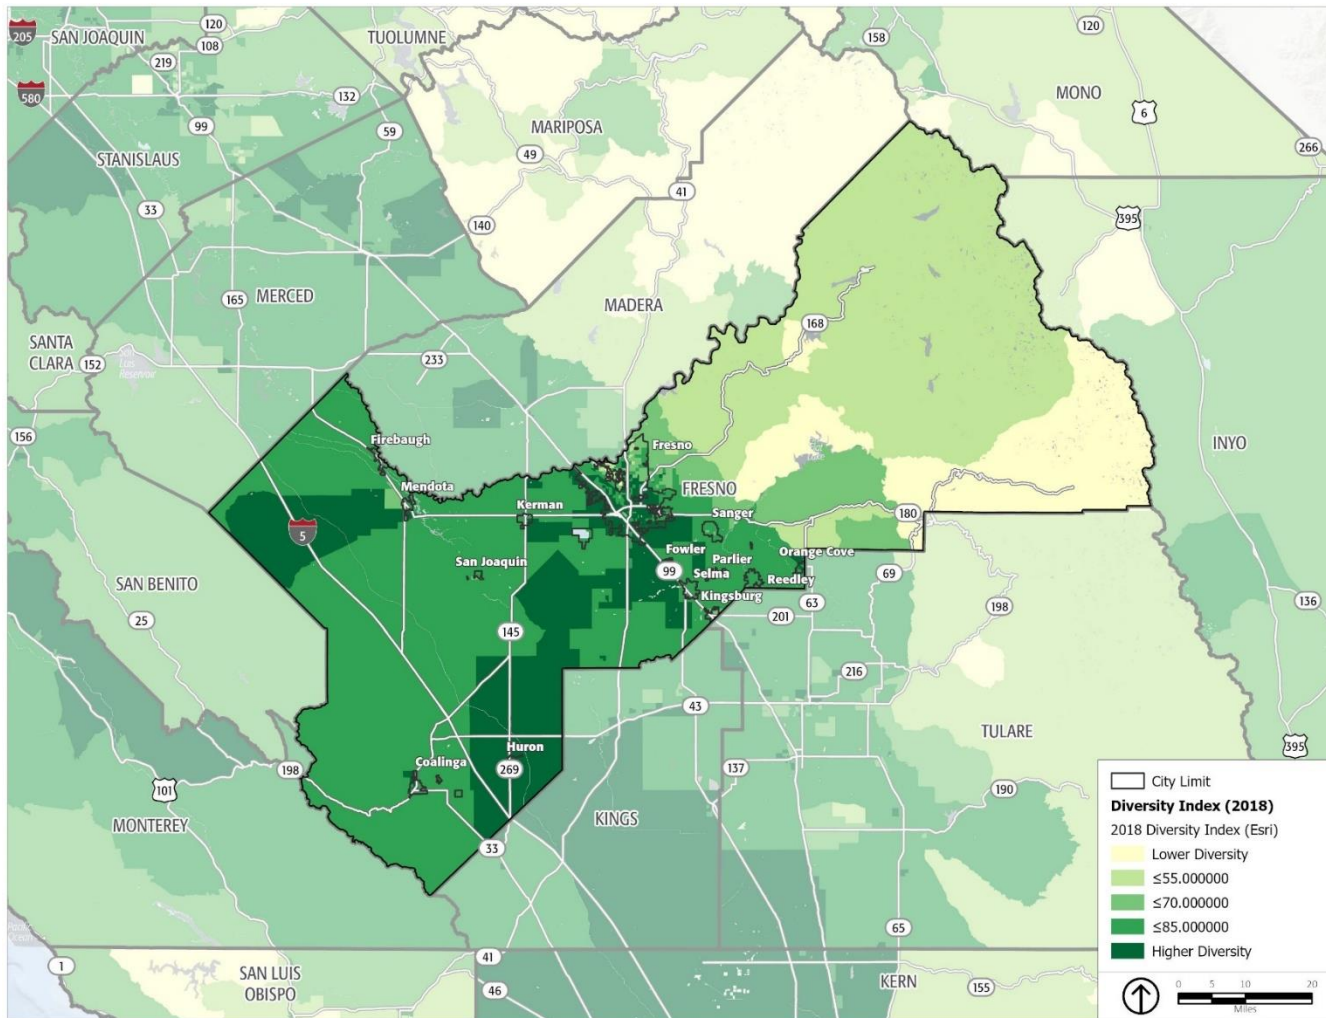 205
SAN JOAQUIN
120
108
TUOLUMNE
158
120
219
580
132
MONO
6
99
59
MARIPOSA
266
STANISLAUS
49
33
41
395
140
165
MERCED
MADERA
168
SANTA
CLARA
152
233
156
INYO
Firebaugh
Fresno
Mendota
FRESNO
Kerman
Sanger
180
5
Fowler
Parlier
Orange Cove
San Joaquin
99
Selma
Reedley
69
SAN BENITO
Kingsburg
63
198
136
25
145
201
216
43
TULARE
Huron
395
Coalinga
198
269
137
101
190
MONTEREY
KINGS
33
65
41
1
SAN LUIS
OBISPO
46
KERN
155
City Limit
Diversity Index (2018)
2018 Diversity Index (Esri)
Lower Diversity
≤55.000000
≤70.000000
≤85.000000
Higher Diversity
0 5 10 20
Miles